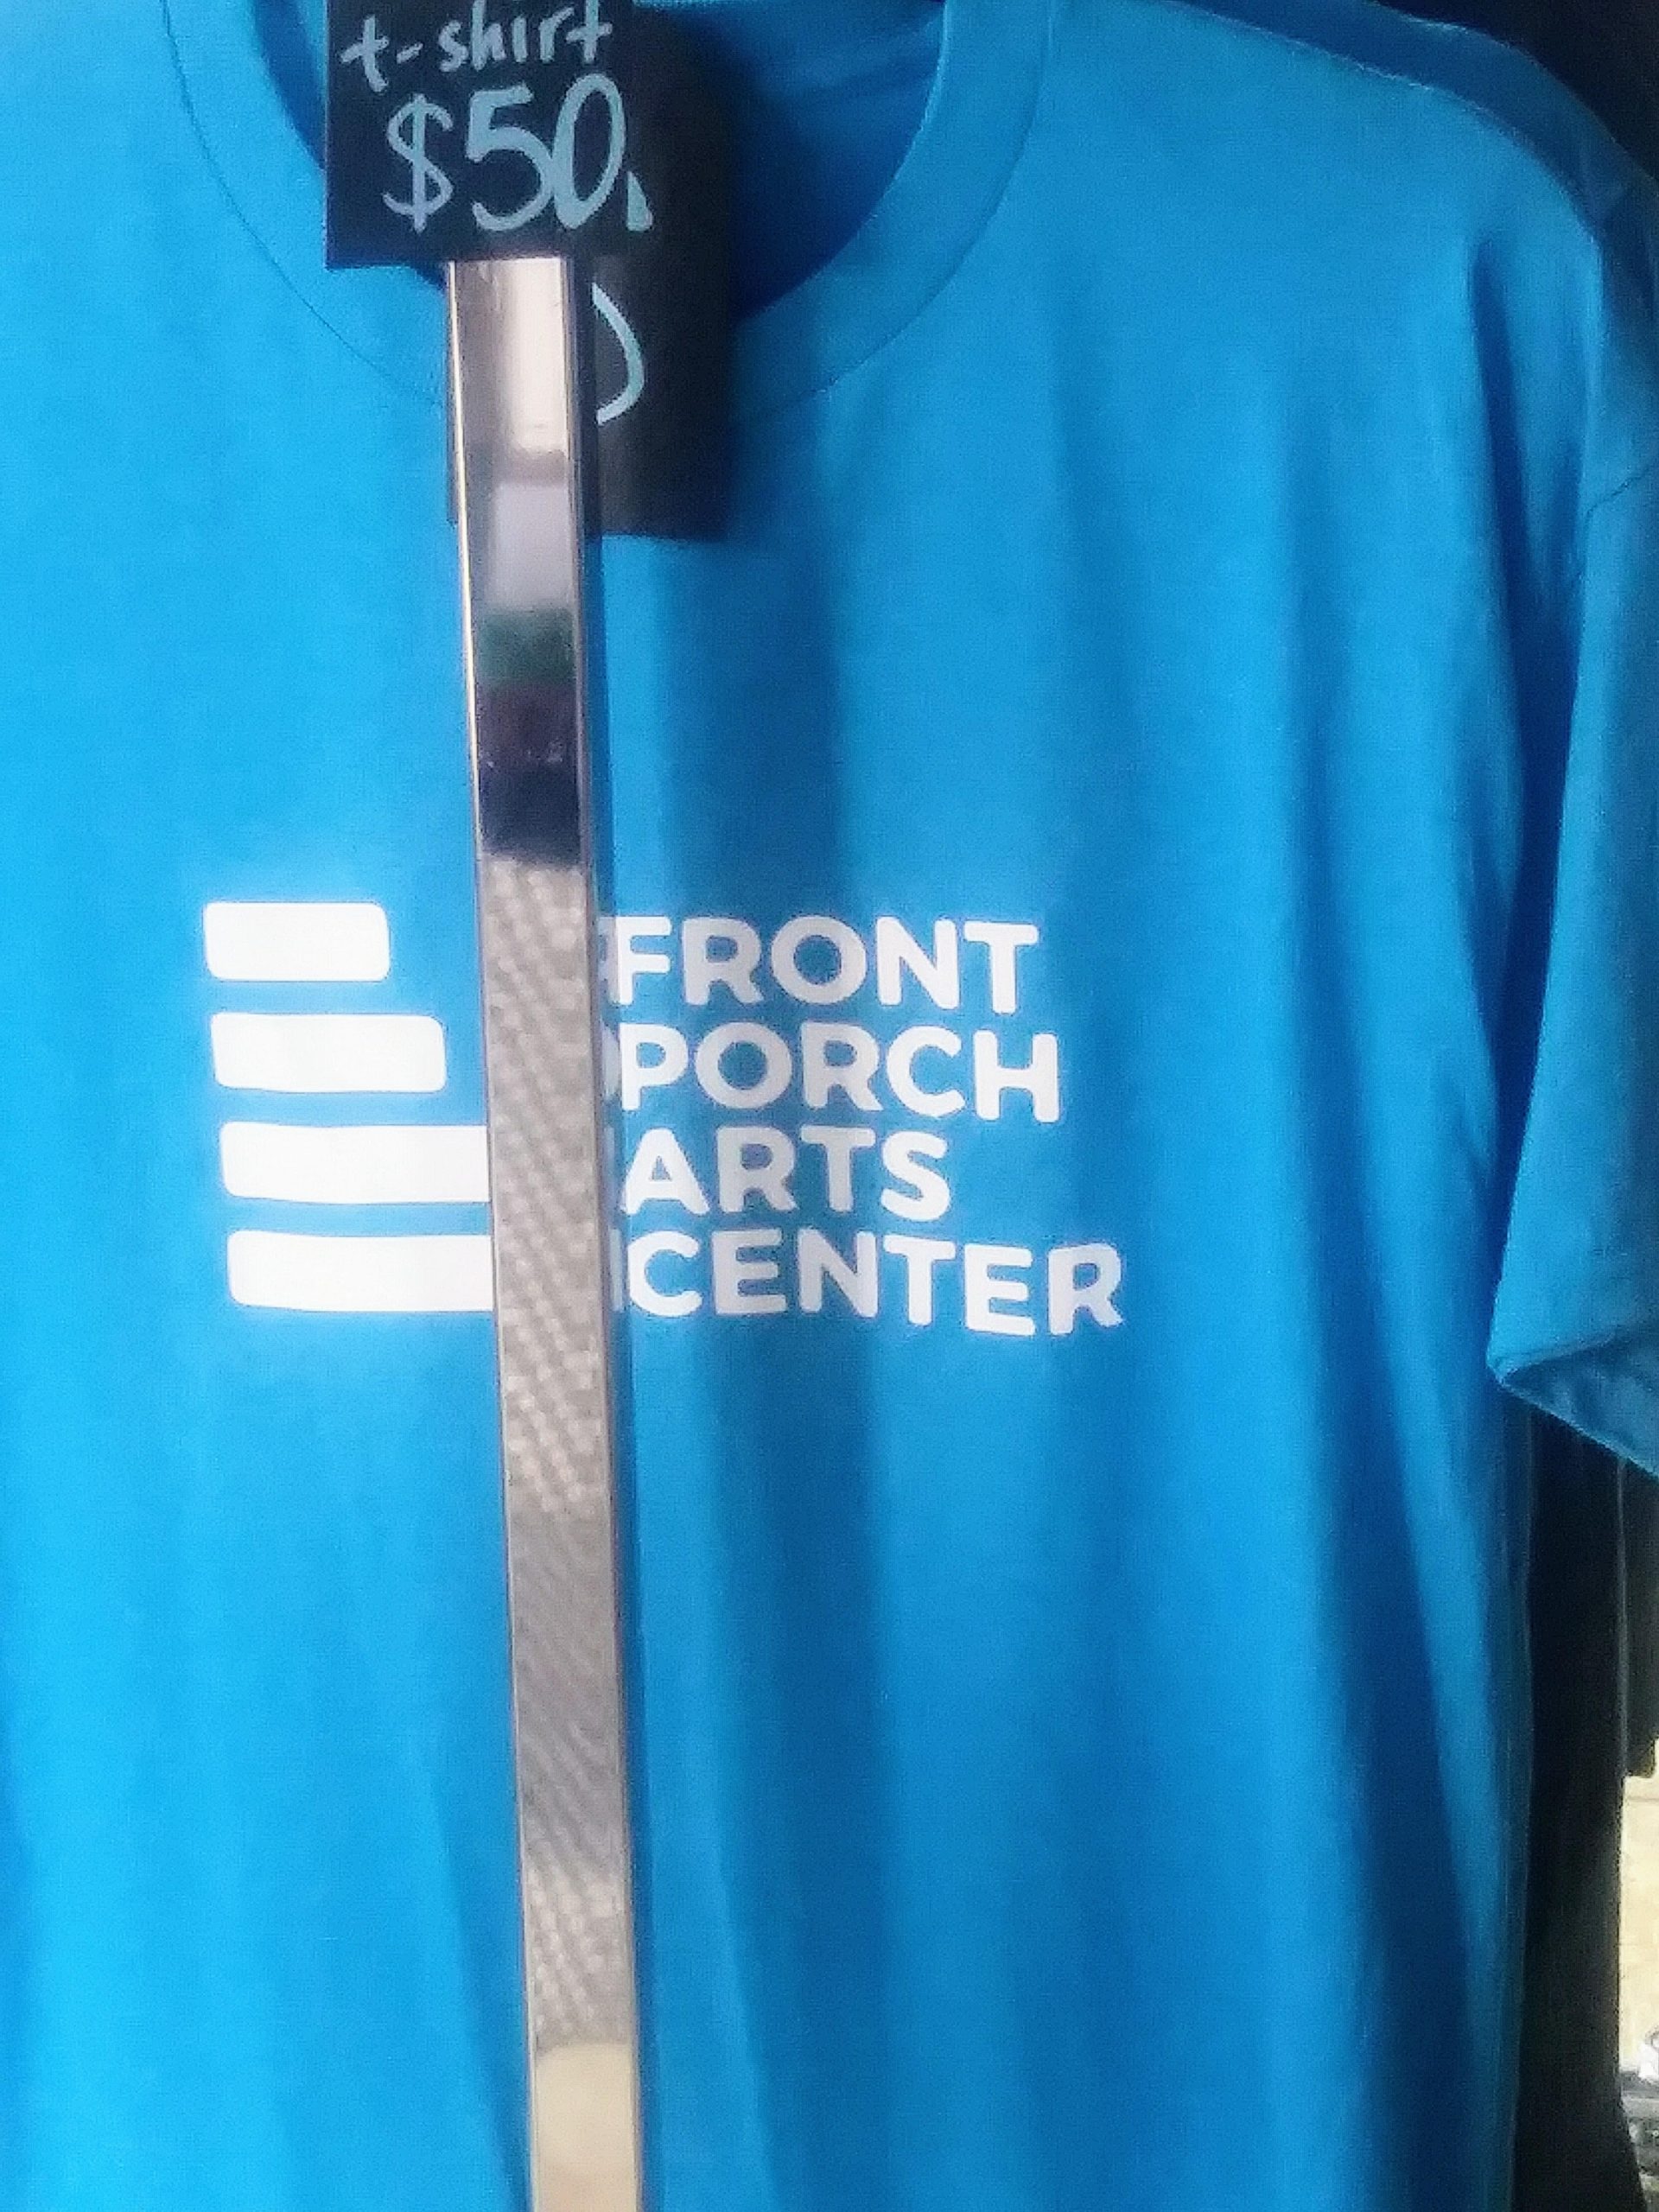 t-shirt
$50.
FRONT
PORCH
ARTS
CENTER